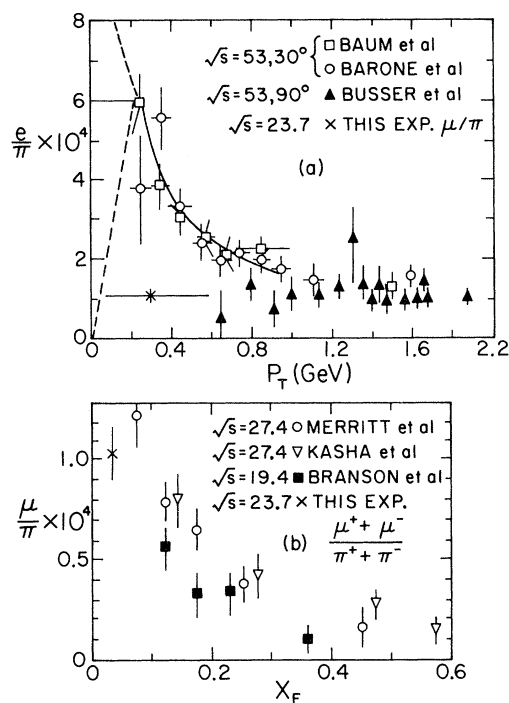 8
6
4
2
0
e/π ×10⁴
√s=53,30° { □ BAUM et al
○ BARONE et al
√s=53,90° ▲ BUSSER et al
√s=23.7 × THIS EXP. μ/π
(a)
0 0.4 0.8 1.2 1.6 2.2
P_T (GeV)
μ/π ×10⁴
1.0
0.5
0
√s=27.4 ○ MERRITT et al
√s=27.4 ▽ KASHA et al
√s=19.4 ■ BRANSON et al
√s=23.7 × THIS EXP.
(b) μ⁺+ μ⁻ / π⁺+ π⁻
0 0.2 0.4 0.6
X_F